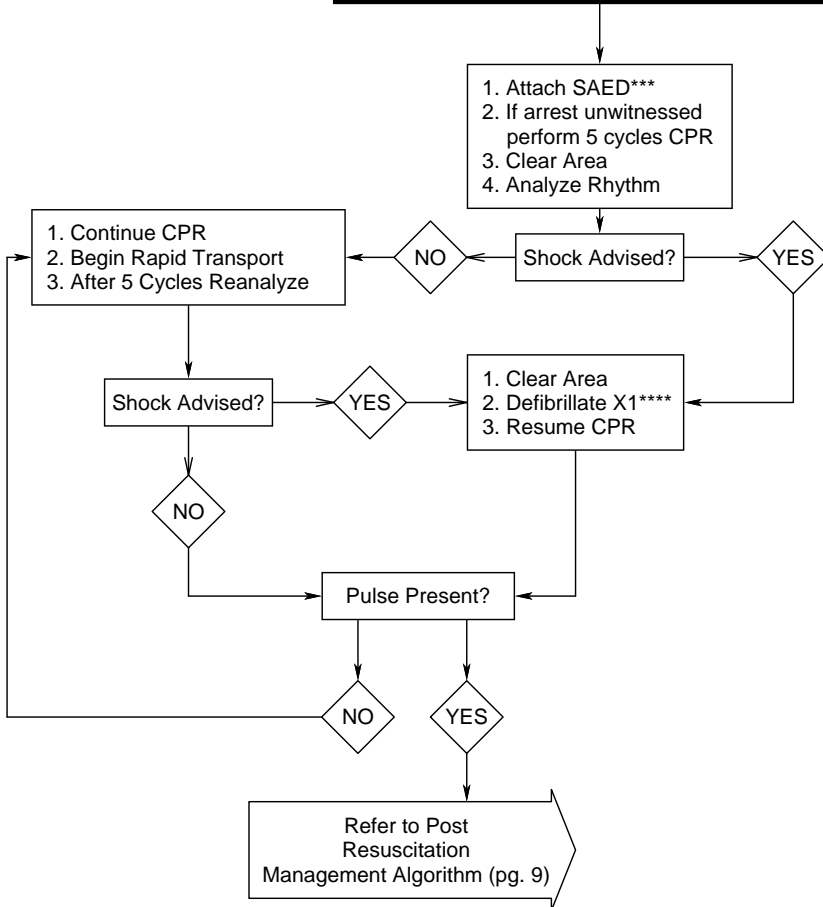 1. Attach SAED***
2. If arrest unwitnessed
perform 5 cycles CPR
3. Clear Area
4. Analyze Rhythm
1. Continue CPR
2. Begin Rapid Transport
3. After 5 Cycles Reanalyze
NO
Shock Advised?
YES
Shock Advised?
YES
1. Clear Area
2. Defibrillate X1****
3. Resume CPR
NO
Pulse Present?
NO
YES
Refer to Post
Resuscitation
Management Algorithm (pg. 9)